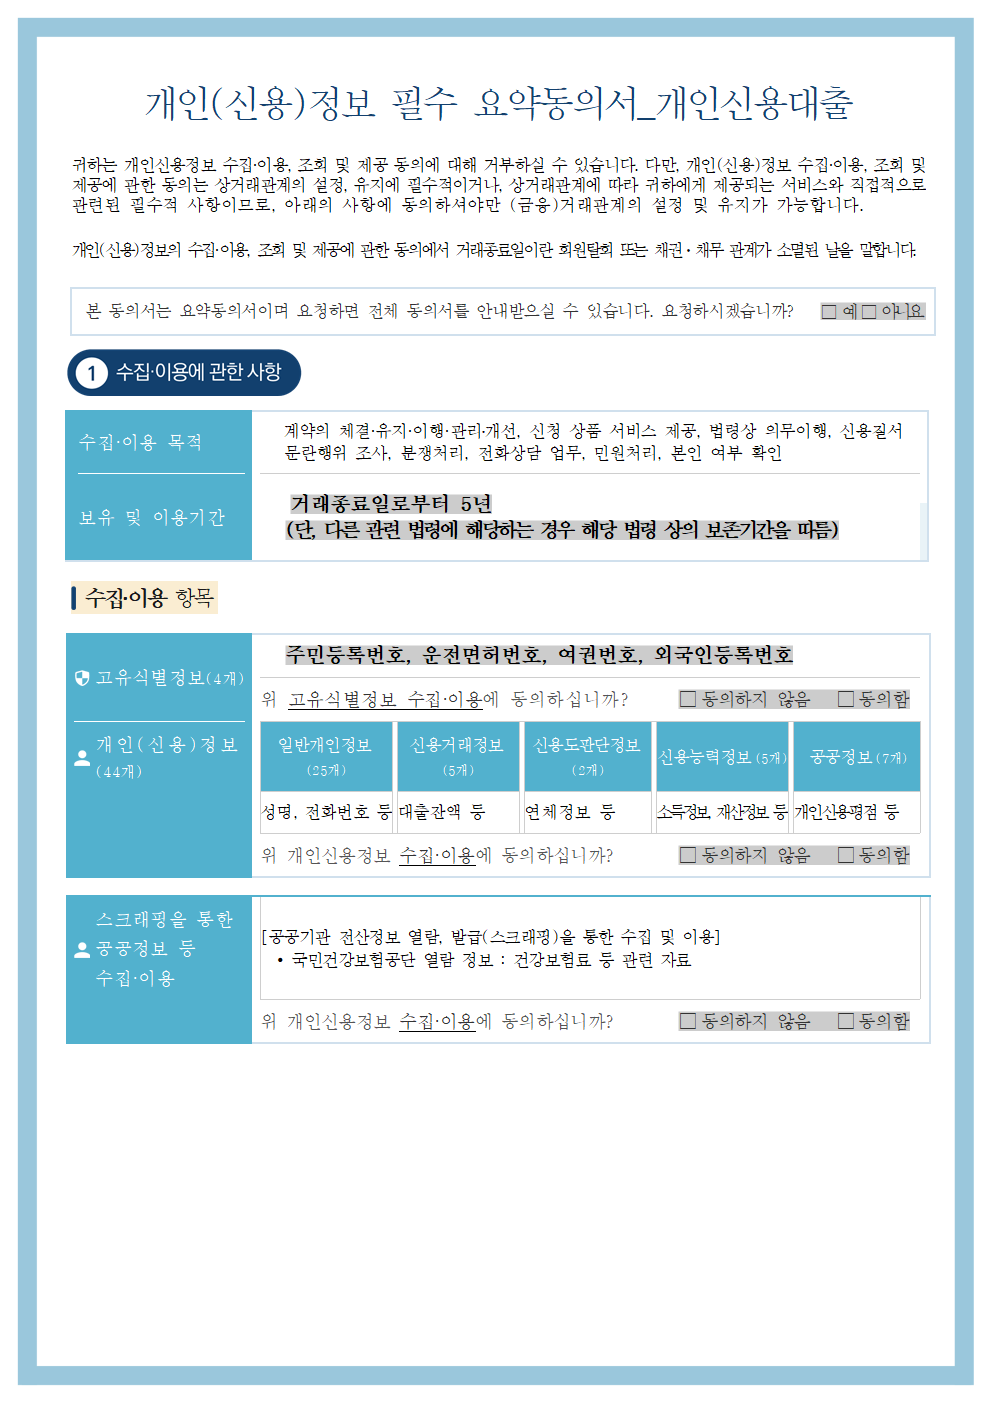 개인(신용)정보 필수 요약동의서_개인신용대출
귀하는 개인신용정보 수집·이용, 조회 및 제공 동의에 대해 거부하실 수 있습니다. 다만, 개인(신용)정보 수집·이용, 조회 및
제공에 관한 동의는 상거래관계의 설정, 유지에 필수적이거나, 상거래관계에 따라 귀하에게 제공되는 서비스와 직접적으로
관련된 필수적 사항이므로, 아래의 사항에 동의하셔야만 (금융)거래관계의 설정 및 유지가 가능합니다.
개인(신용)정보의 수집·이용, 조회 및 제공에 관한 동의에서 거래종료일이란 회원탈회 또는 채권·채무 관계가 소멸된 날을 말합니다.
본 동의서는 요약동의서이며 요청하면 전체 동의서를 안내받으실 수 있습니다. 요청하시겠습니까? □ 예 □ 아니요
1 수집·이용에 관한 사항
수집·이용 목적
계약의 체결·유지·이행·관리·개선, 신청 상품 서비스 제공, 법령상 의무이행, 신용질서
문란행위 조사, 분쟁처리, 전화상담 업무, 민원처리, 본인 여부 확인
보유 및 이용기간
거래종료일로부터 5년
(단, 다른 관련 법령에 해당하는 경우 해당 법령 상의 보존기간을 따름)
수집·이용 항목
고유식별정보(4개)
주민등록번호, 운전면허번호, 여권번호, 외국인등록번호
위 고유식별정보 수집·이용에 동의하십니까? □ 동의하지 않음 □ 동의함
개인(신용)정보
(44개)
일반개인정보
(25개)
신용거래정보
(5개)
신용도판단정보
(2개)
신용능력정보(5개)
공공정보(7개)
성명, 전화번호 등
대출잔액 등
연체정보 등
소득정보, 재산정보 등
개인신용평점 등
위 개인신용정보 수집·이용에 동의하십니까? □ 동의하지 않음 □ 동의함
스크래핑을 통한
공공정보 등
수집·이용
[공공기관 전산정보 열람, 발급(스크래핑)을 통한 수집 및 이용]
• 국민건강보험공단 열람 정보 : 건강보험료 등 관련 자료
위 개인신용정보 수집·이용에 동의하십니까? □ 동의하지 않음 □ 동의함